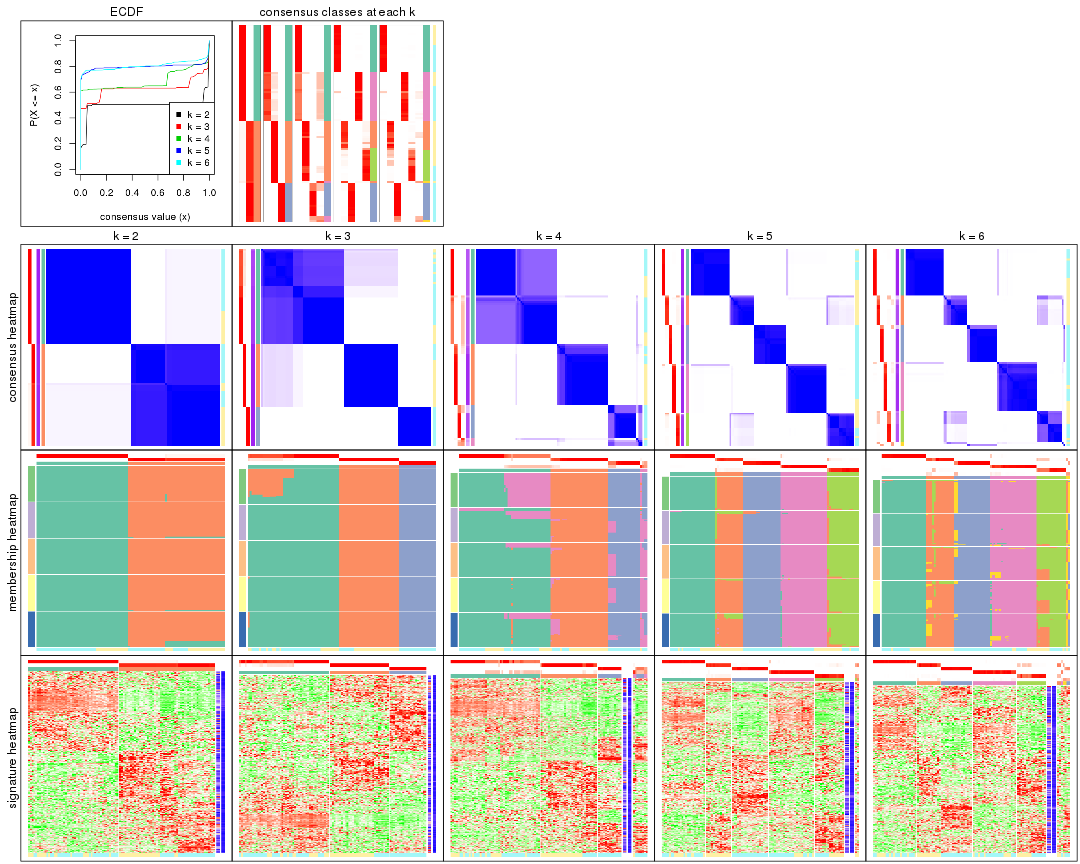 ECDF
consensus classes at each k
P(X <= x)
0.0
0.2
0.4
0.6
0.8
1.0
k = 2
k = 3
k = 4
k = 5
k = 6
0.0 0.2 0.4 0.6 0.8 1.0
consensus value (x)
k = 2
k = 3
k = 4
k = 5
k = 6
consensus heatmap
membership heatmap
signature heatmap